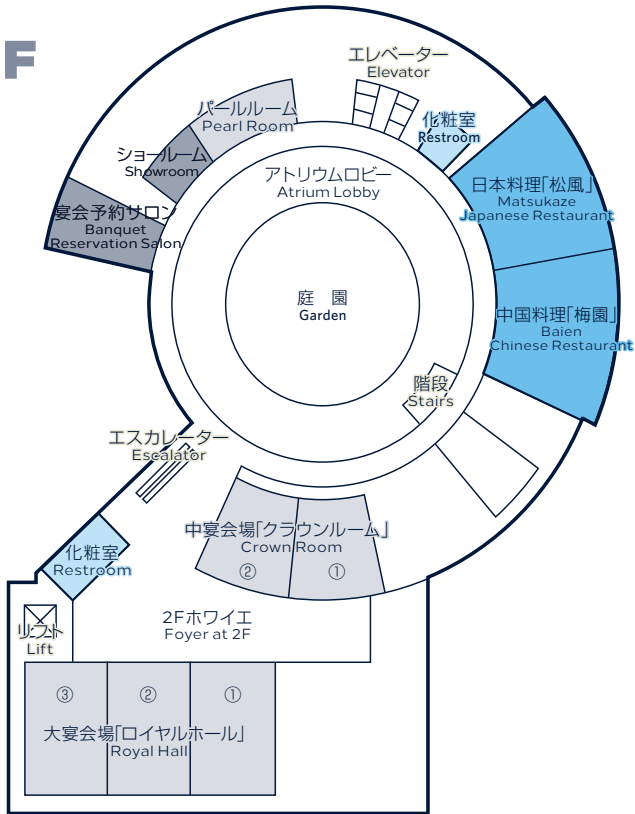 F
エレベーター
Elevator
パールルーム
Pearl Room
化粧室
Restroom
ショールーム
Showroom
アトリウムロビー
Atrium Lobby
日本料理「松風」
Matsukaze
Japanese Restaurant
宴会予約サロン
Banquet
Reservation Salon
庭 園
Garden
中国料理「梅園」
Baien
Chinese Restaurant
階段
Stairs
エスカレーター
Escalator
中宴会場「クラウンルーム」
Crown Room
② ①
化粧室
Restroom
2Fホワイエ
Foyer at 2F
リフト
Lift
③ ② ①
大宴会場「ロイヤルホール」
Royal Hall